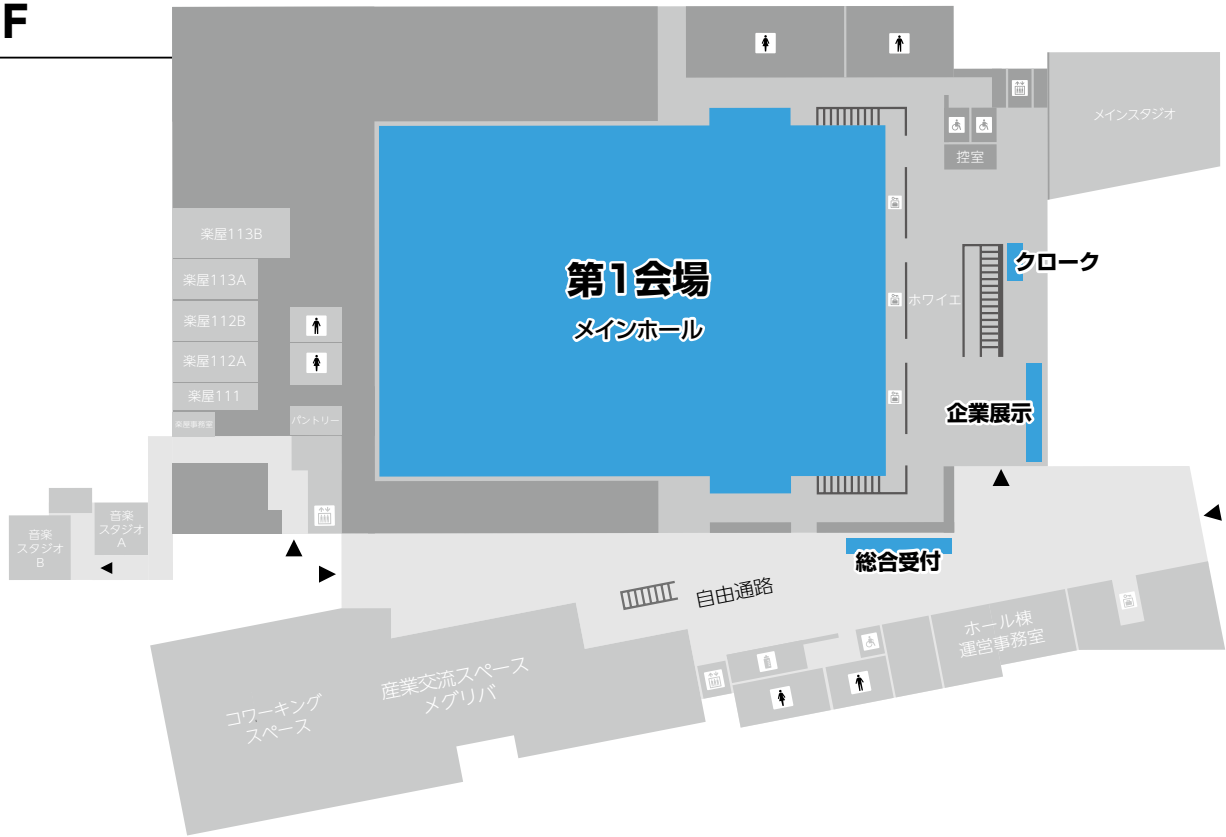 F
メインスタジオ
控室
楽屋113B
クローク
第1会場
楽屋113A
ホワイエ
楽屋112B
メインホール
楽屋112A
楽屋111
企業展示
楽屋事務室
パントリー
音楽
スタジオ
A
音楽
スタジオ
B
総合受付
自由通路
ホール棟
運営事務室
産業交流スペース
メグリバ
コワーキング
スペース